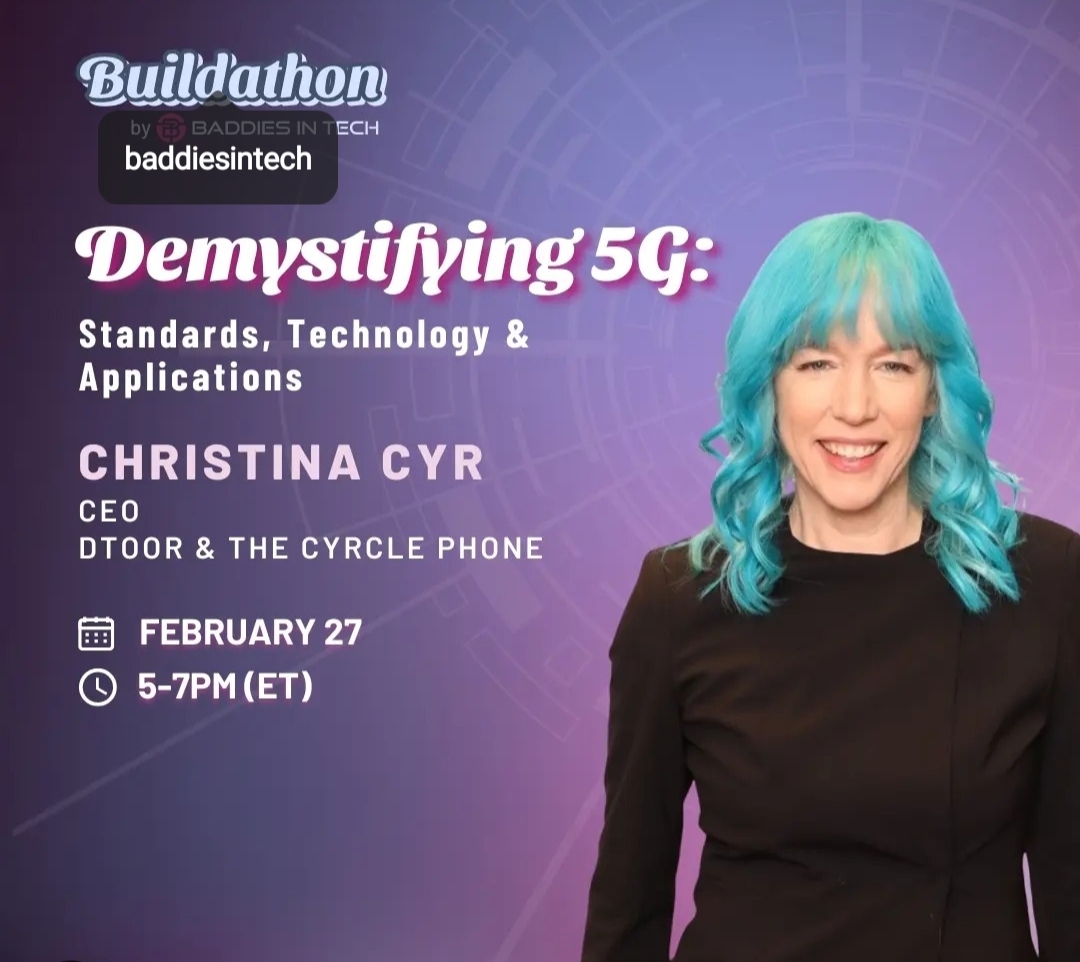 Buildathon
by BADDIES IN TECH
baddiesintech
Demystifying 5G:
Standards, Technology &
Applications
CHRISTINA CYR
CEO
DTOOR & THE CYRCLE PHONE
FEBRUARY 27
5-7PM (ET)